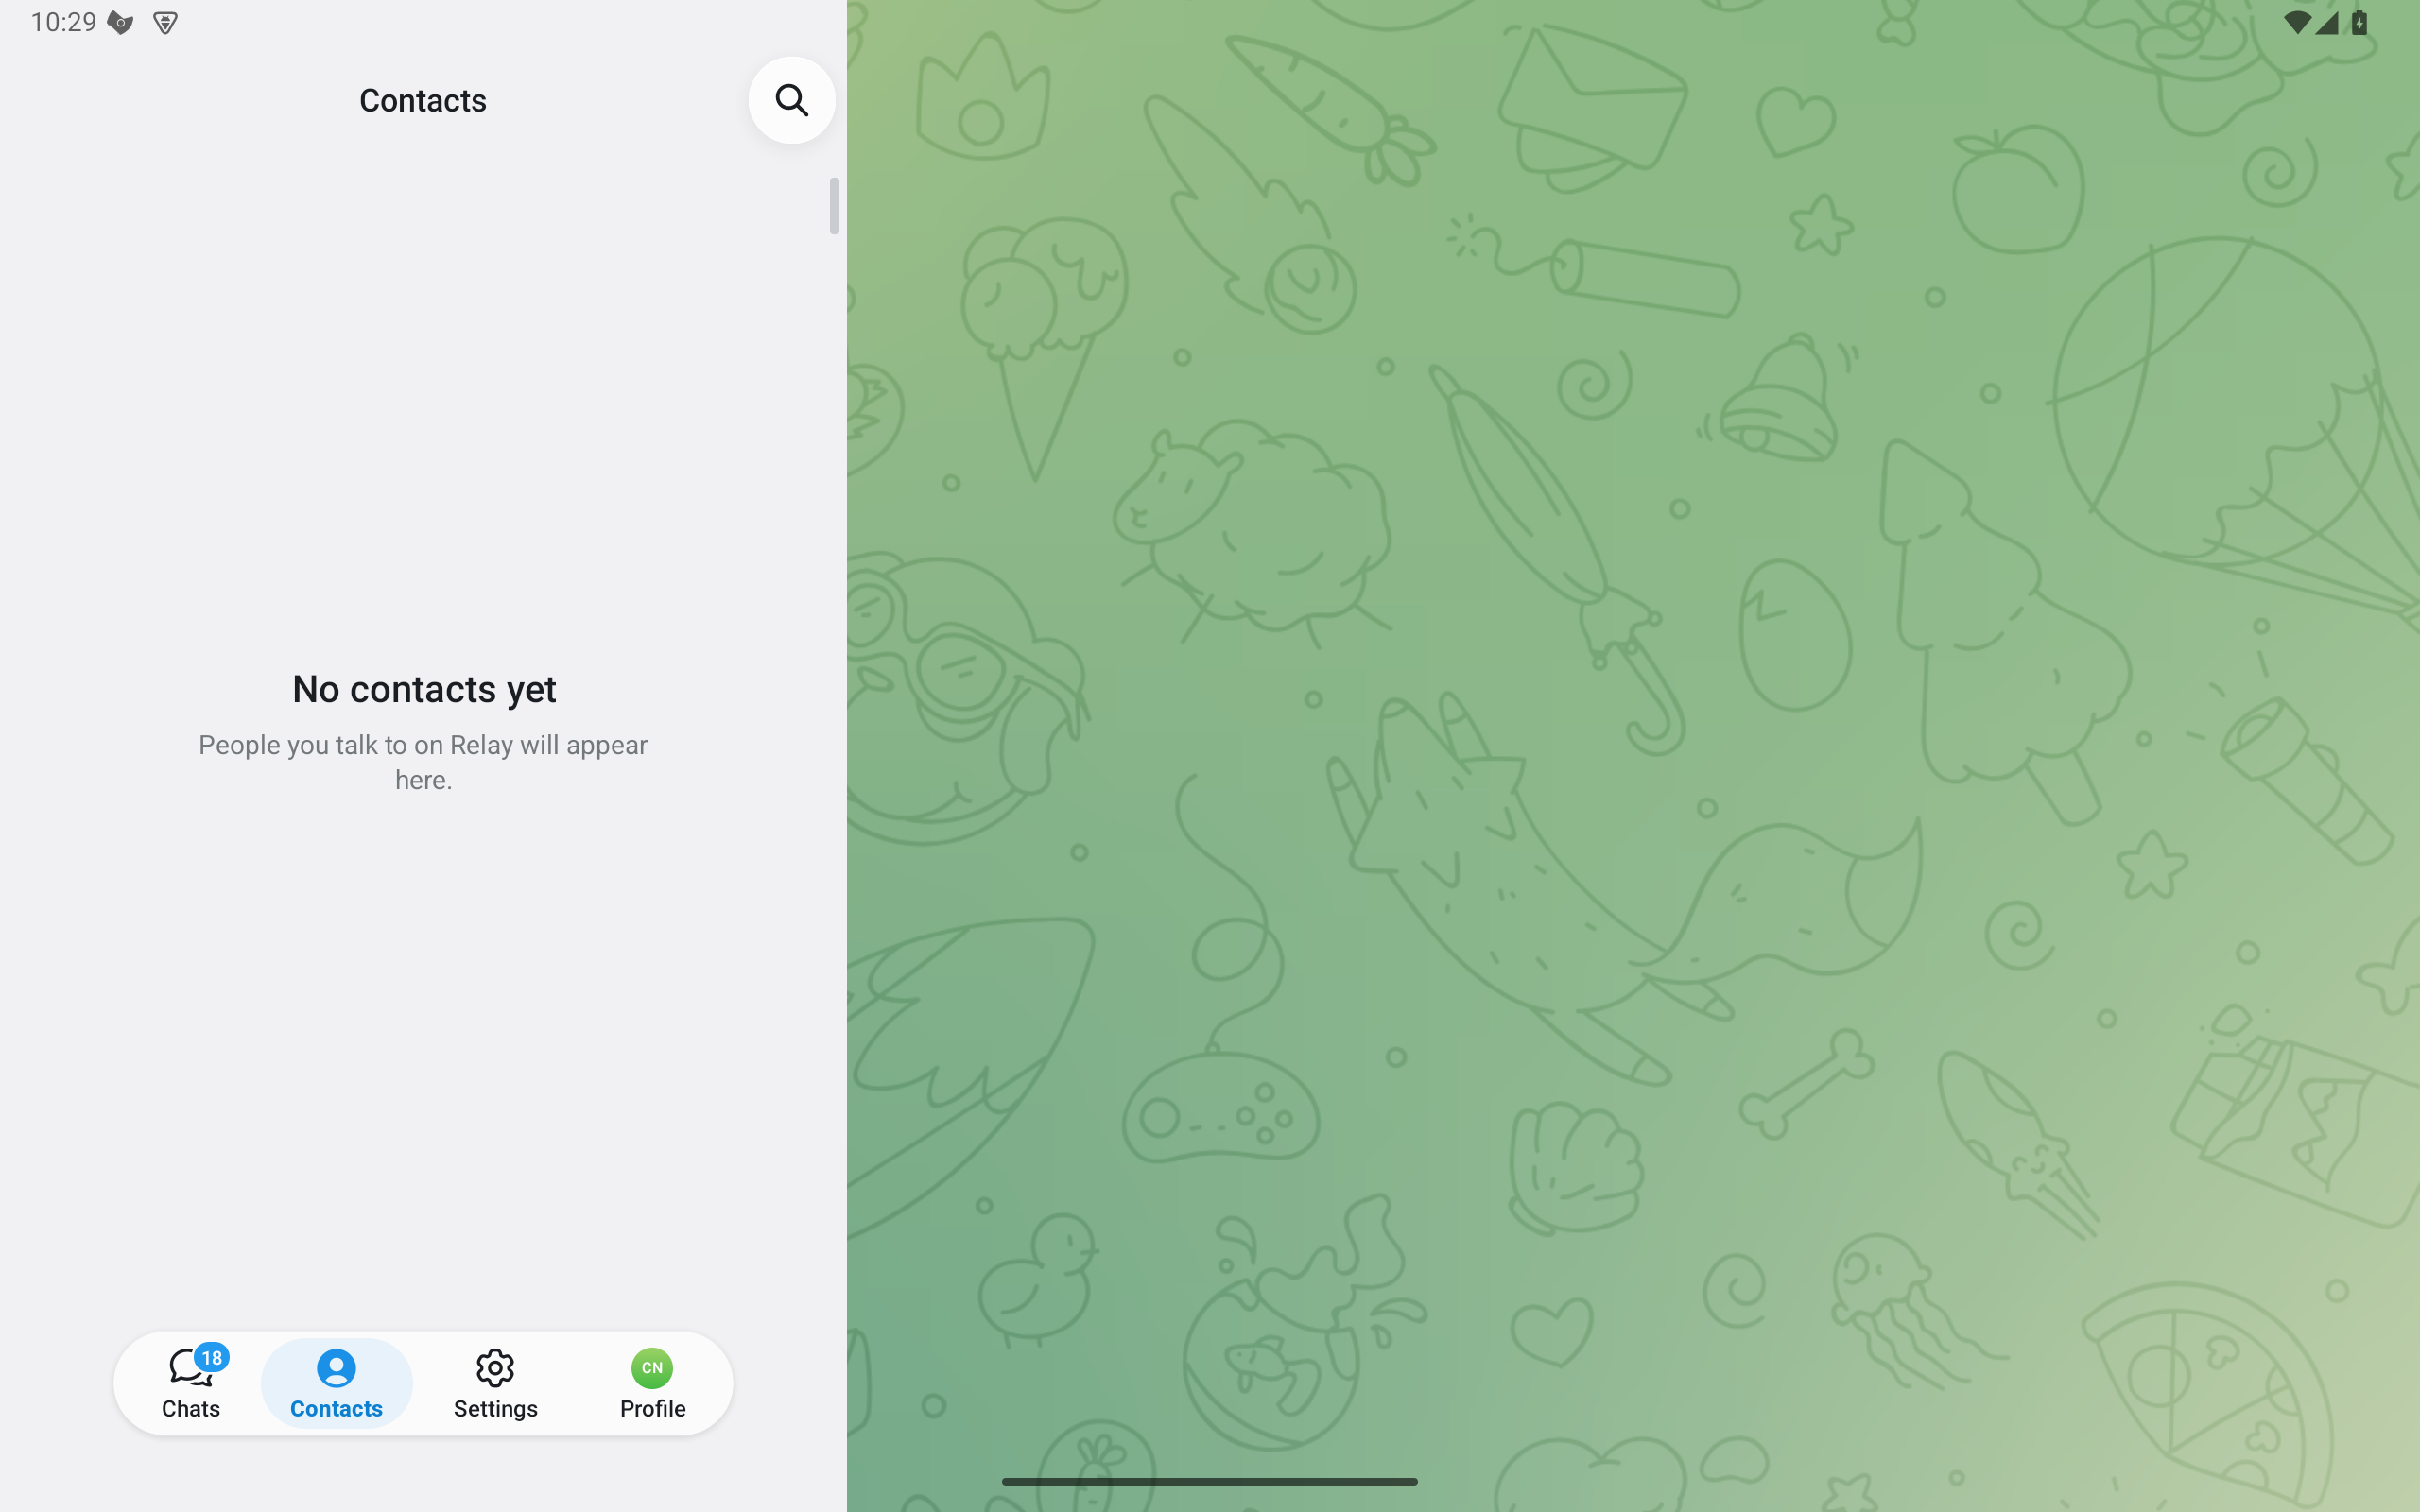 10:29
Contacts
No contacts yet
People you talk to on Relay will appear
here.
18
CN
Chats
Contacts
Settings
Profile